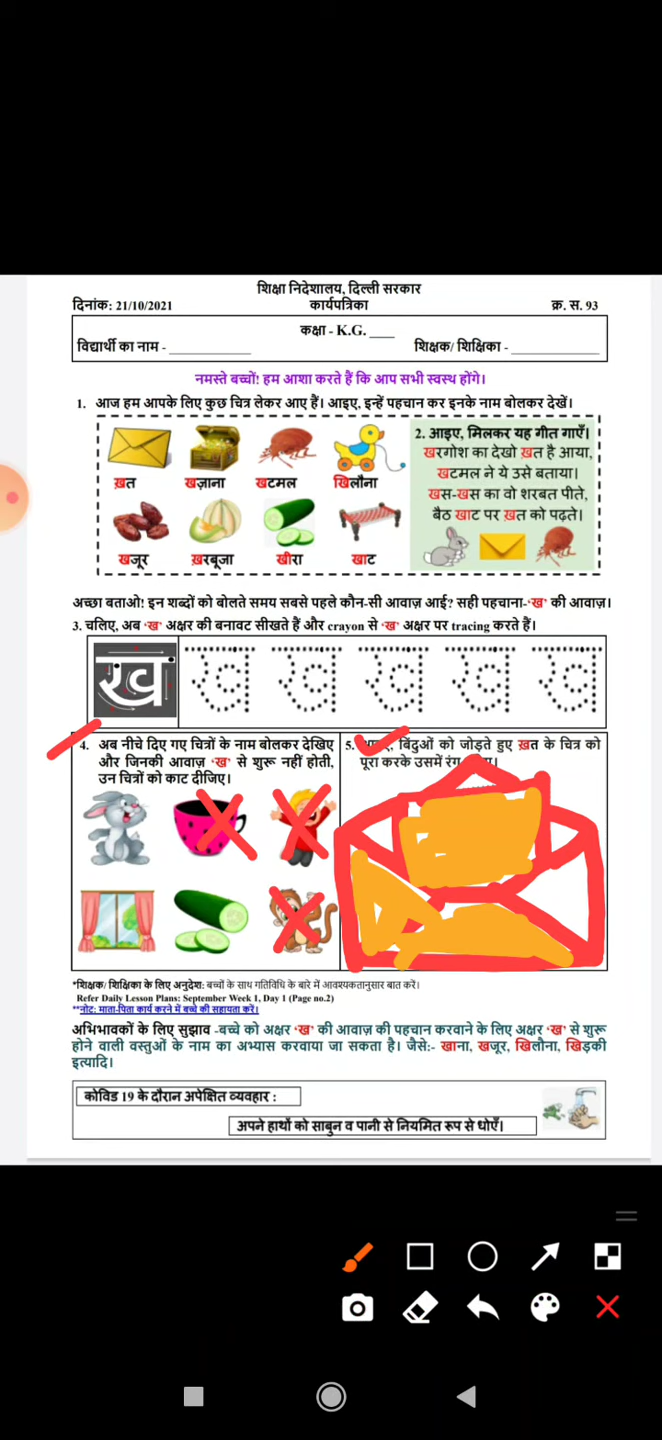 शिक्षा निदेशालय, दिल्ली सरकार
दिनांक: 21/10/2021 कार्यपत्रिका क्र. स. 93
कक्षा - K.G. ____
विद्यार्थी का नाम - ____________ शिक्षक/ शिक्षिका - ____________
नमस्ते बच्चों! हम आशा करते हैं कि आप सभी स्वस्थ होंगे।
1. आज हम आपके लिए कुछ चित्र लेकर आए हैं। आइए, इन्हें पहचान कर इनके नाम बोलकर देखें।
ख़त ख़ज़ाना खटमल खिलौना
खजूर ख़रबूजा खीरा खाट
2. आइए, मिलकर यह गीत गाएँ।
खरगोश का देखो ख़त है आया,
खटमल ने ये उसे बताया।
खस-खस का वो शरबत पीते,
बैठ खाट पर ख़त को पढ़ते।
अच्छा बताओ! इन शब्दों को बोलते समय सबसे पहले कौन-सी आवाज़ आई? सही पहचाना-‘ख’ की आवाज़।
3. चलिए, अब ‘ख’ अक्षर की बनावट सीखते हैं और crayon से ‘ख’ अक्षर पर tracing करते हैं।
ख ख ख ख ख ख
4. अब नीचे दिए गए चित्रों के नाम बोलकर देखिए
और जिनकी आवाज़ ‘ख’ से शुरू नहीं होती,
उन चित्रों को काट दीजिए।
5. बिंदुओं को जोड़ते हुए ख़त के चित्र को
पूरा करके उसमें रंग
*शिक्षक/ शिक्षिका के लिए अनुदेश: बच्चों के साथ गतिविधि के बारे में आवश्यकतानुसार बात करें।
Refer Daily Lesson Plans: September Week 1, Day 1 (Page no.2)
**नोट: माता-पिता कार्य करने में बच्चे की सहायता करें।
अभिभावकों के लिए सुझाव -बच्चे को अक्षर ‘ख’ की आवाज़ की पहचान करवाने के लिए अक्षर ‘ख’ से शुरू
होने वाली वस्तुओं के नाम का अभ्यास करवाया जा सकता है। जैसे:- खाना, खजूर, खिलौना, खिड़की
इत्यादि।
कोविड 19 के दौरान अपेक्षित व्यवहार :
अपने हाथों को साबुन व पानी से नियमित रूप से धोएँ।